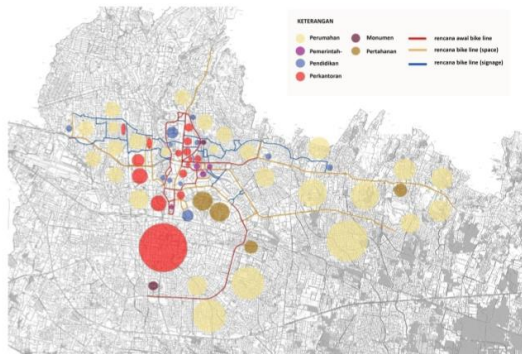 KETERANGAN
Perumahan
Pemerintah-
Pendidikan
Perkantoran
Monumen
Pertahanan
rencana awal bike line
rencana bike line (space)
rencana bike line (signage)